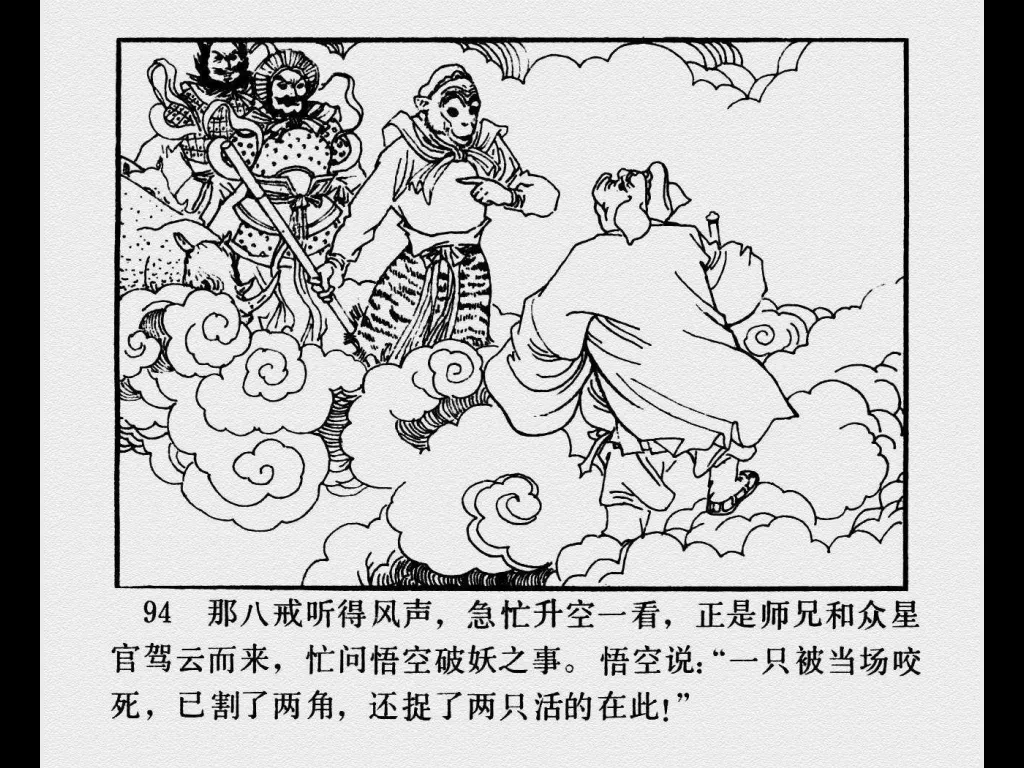 94 那八戒听得风声，急忙升空一看，正是师兄和众星
官驾云而来，忙问悟空破妖之事。悟空说：“一只被当场咬
死，已割了两角，还捉了两只活的在此！”